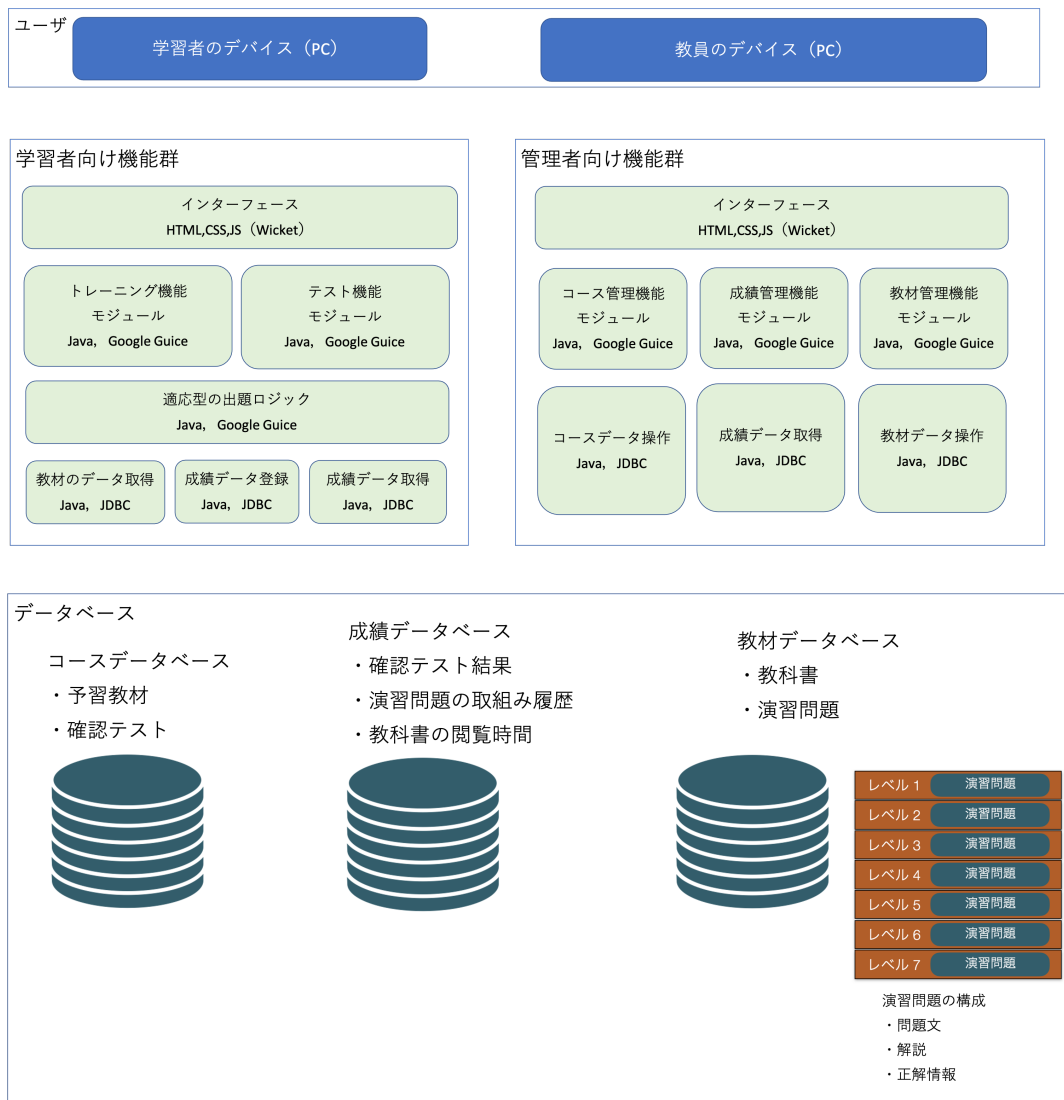 ユーザ
学習者のデバイス（PC）
教員のデバイス（PC）
学習者向け機能群
インターフェース
HTML,CSS,JS（Wicket）
トレーニング機能
モジュール
Java, Google Guice
テスト機能
モジュール
Java, Google Guice
適応型の出題ロジック
Java, Google Guice
教材のデータ取得
Java, JDBC
成績データ登録
Java, JDBC
成績データ取得
Java, JDBC
管理者向け機能群
インターフェース
HTML,CSS,JS（Wicket）
コース管理機能
モジュール
Java, Google Guice
成績管理機能
モジュール
Java, Google Guice
教材管理機能
モジュール
Java, Google Guice
コースデータ操作
Java, JDBC
成績データ取得
Java, JDBC
教材データ操作
Java, JDBC
データベース
コースデータベース
・予習教材
・確認テスト
成績データベース
・確認テスト結果
・演習問題の取組み履歴
・教科書の閲覧時間
教材データベース
・教科書
・演習問題
レベル 1 演習問題
レベル 2 演習問題
レベル 3 演習問題
レベル 4 演習問題
レベル 5 演習問題
レベル 6 演習問題
レベル 7 演習問題
演習問題の構成
・問題文
・解説
・正解情報